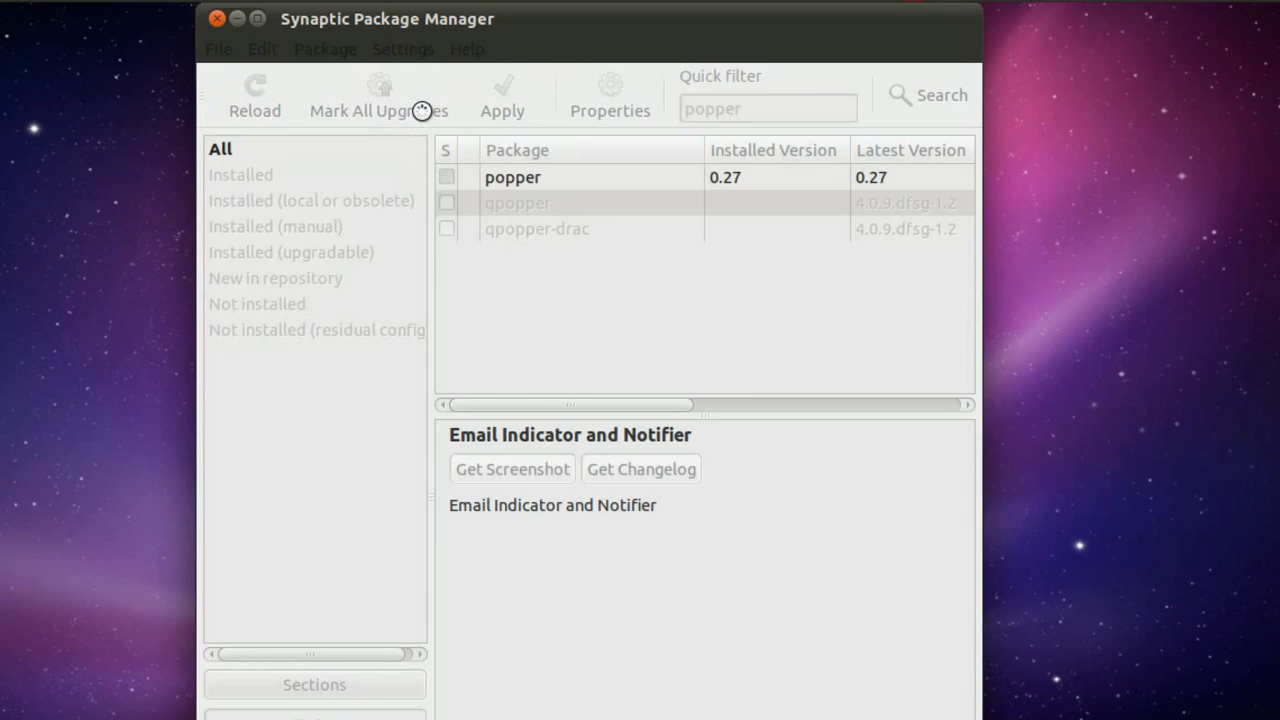 Synaptic Package Manager
File Edit Package Settings Help
Reload Mark All Upgrades Apply Properties Quick filter popper Search
All
Installed
Installed (local or obsolete)
Installed (manual)
Installed (upgradable)
New in repository
Not installed
Not installed (residual config
Sections
S Package Installed Version Latest Version
popper 0.27 0.27
qpopper 4.0.9.dfsg-1.2
qpopper-drac 4.0.9.dfsg-1.2
Email Indicator and Notifier
Get Screenshot Get Changelog
Email Indicator and Notifier